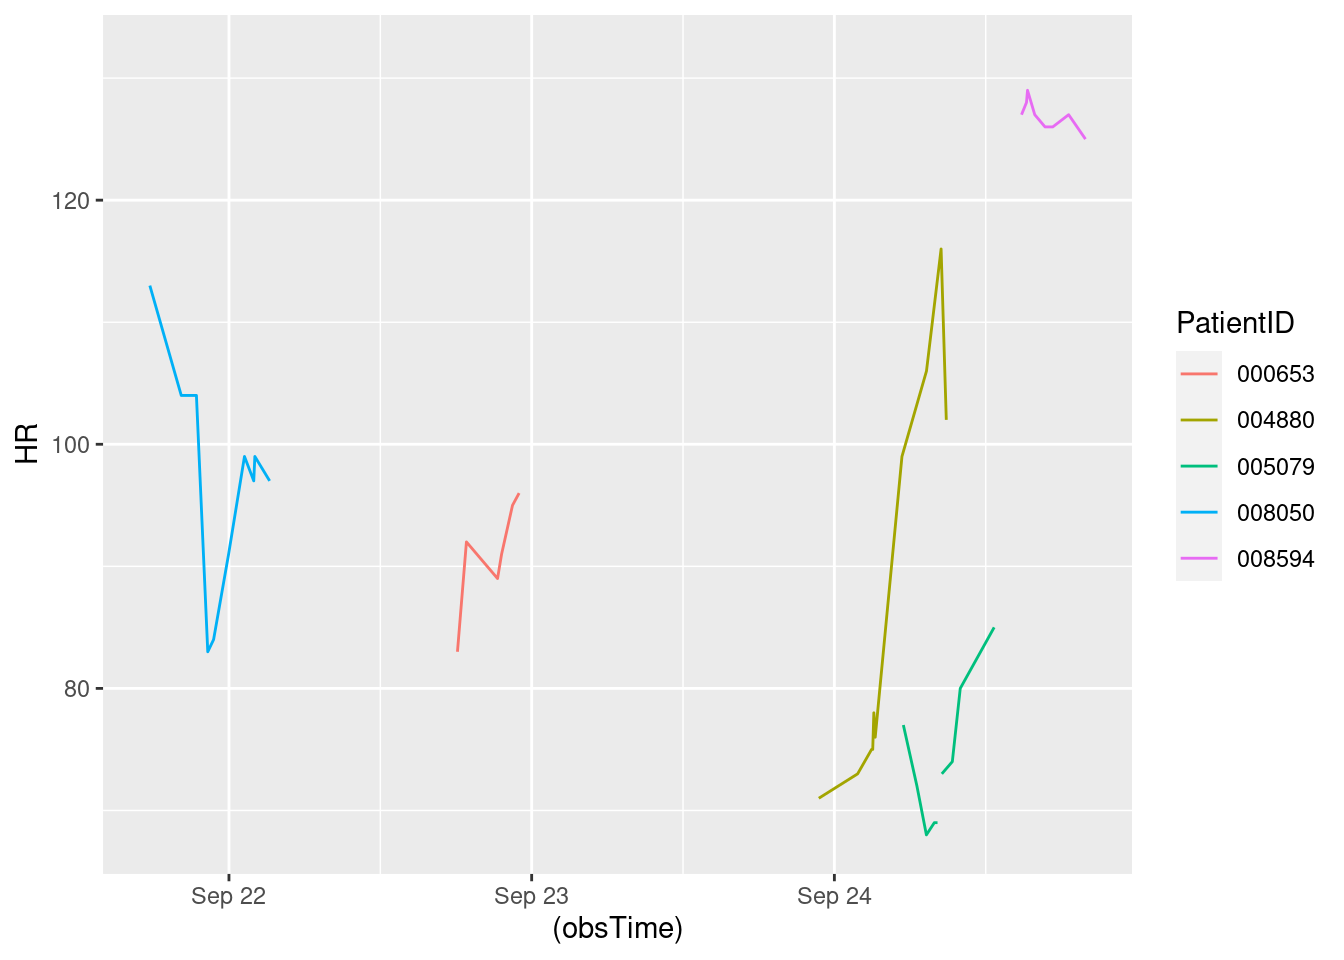 120
100
80
HR
Sep 22
Sep 23
Sep 24
(obsTime)
PatientID
000653
004880
005079
008050
008594